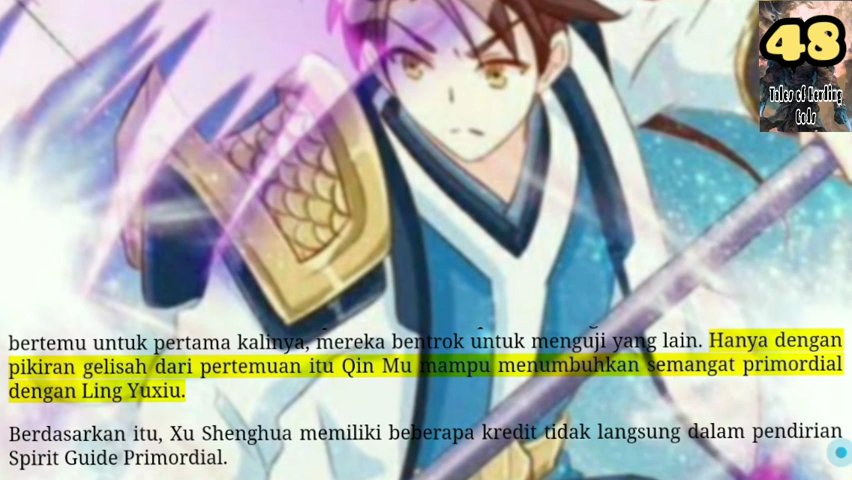 48
Tales of Herding
Gods
bertemu untuk pertama kalinya, mereka bentrok untuk menguji yang lain. Hanya dengan
pikiran gelisah dari pertemuan itu Qin Mu mampu menumbuhkan semangat primordial
dengan Ling Yuxiu.
Berdasarkan itu, Xu Shenghua memiliki beberapa kredit tidak langsung dalam pendirian
Spirit Guide Primordial.